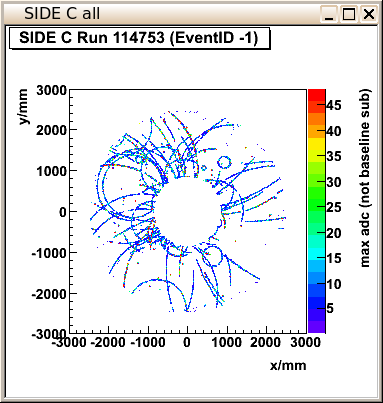 SIDE C all
SIDE C Run 114753 (EventID -1)
y/mm
3000
2000
1000
0
-1000
-2000
-3000
-3000 -2000 -1000 0 1000 2000 3000
x/mm
45
40
35
30
25
20
15
10
5
max adc (not baseline sub)